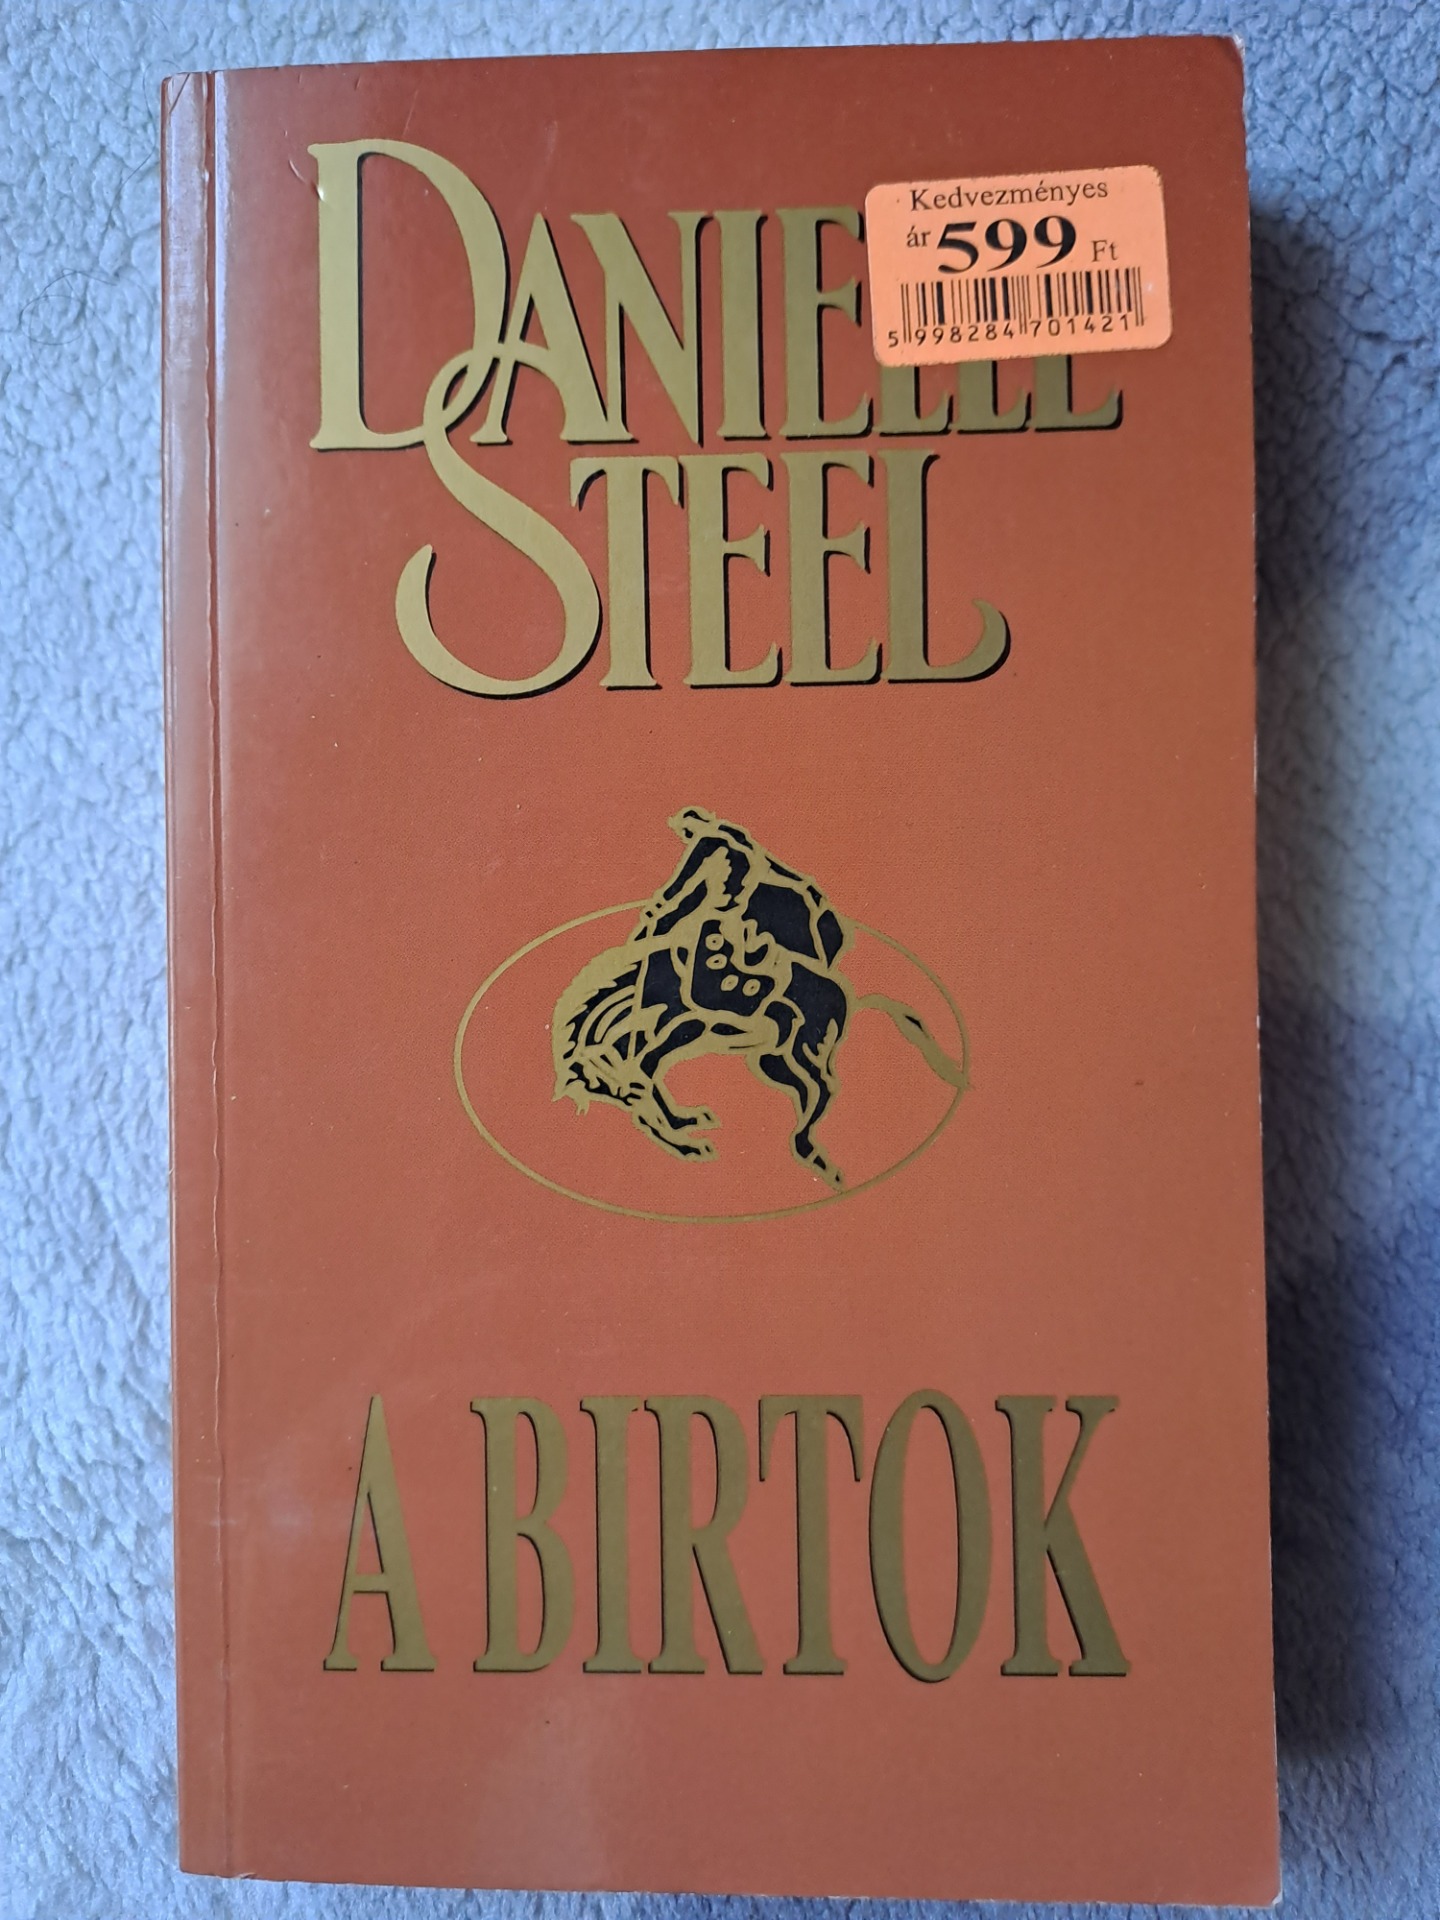 DANIELLE
STEEL
Kedvezményes
ár 599 Ft
5 998284 701421
A BIRTOK